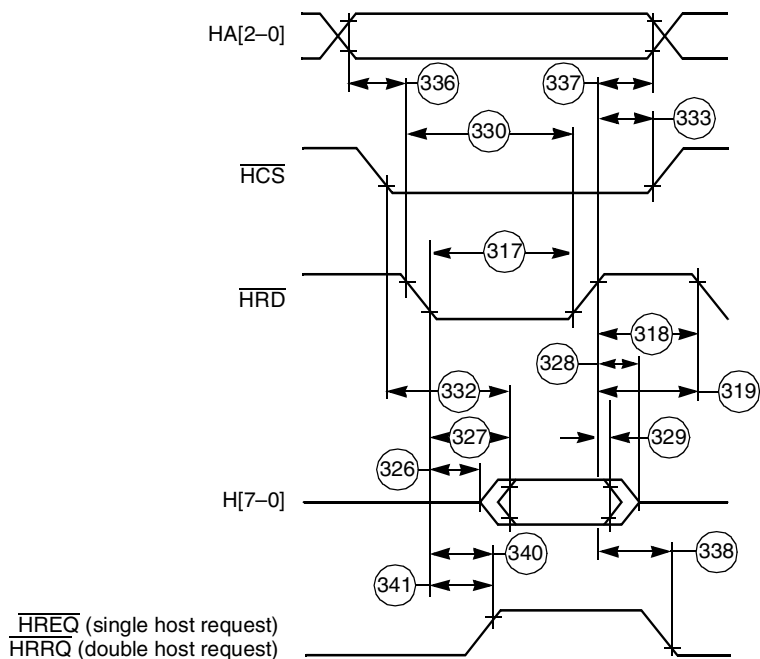 HA[2–0]
336
337
333
330
HCS
317
HRD
318
328
332
319
327
329
326
H[7–0]
340
338
341
HREQ (single host request)
HRRQ (double host request)